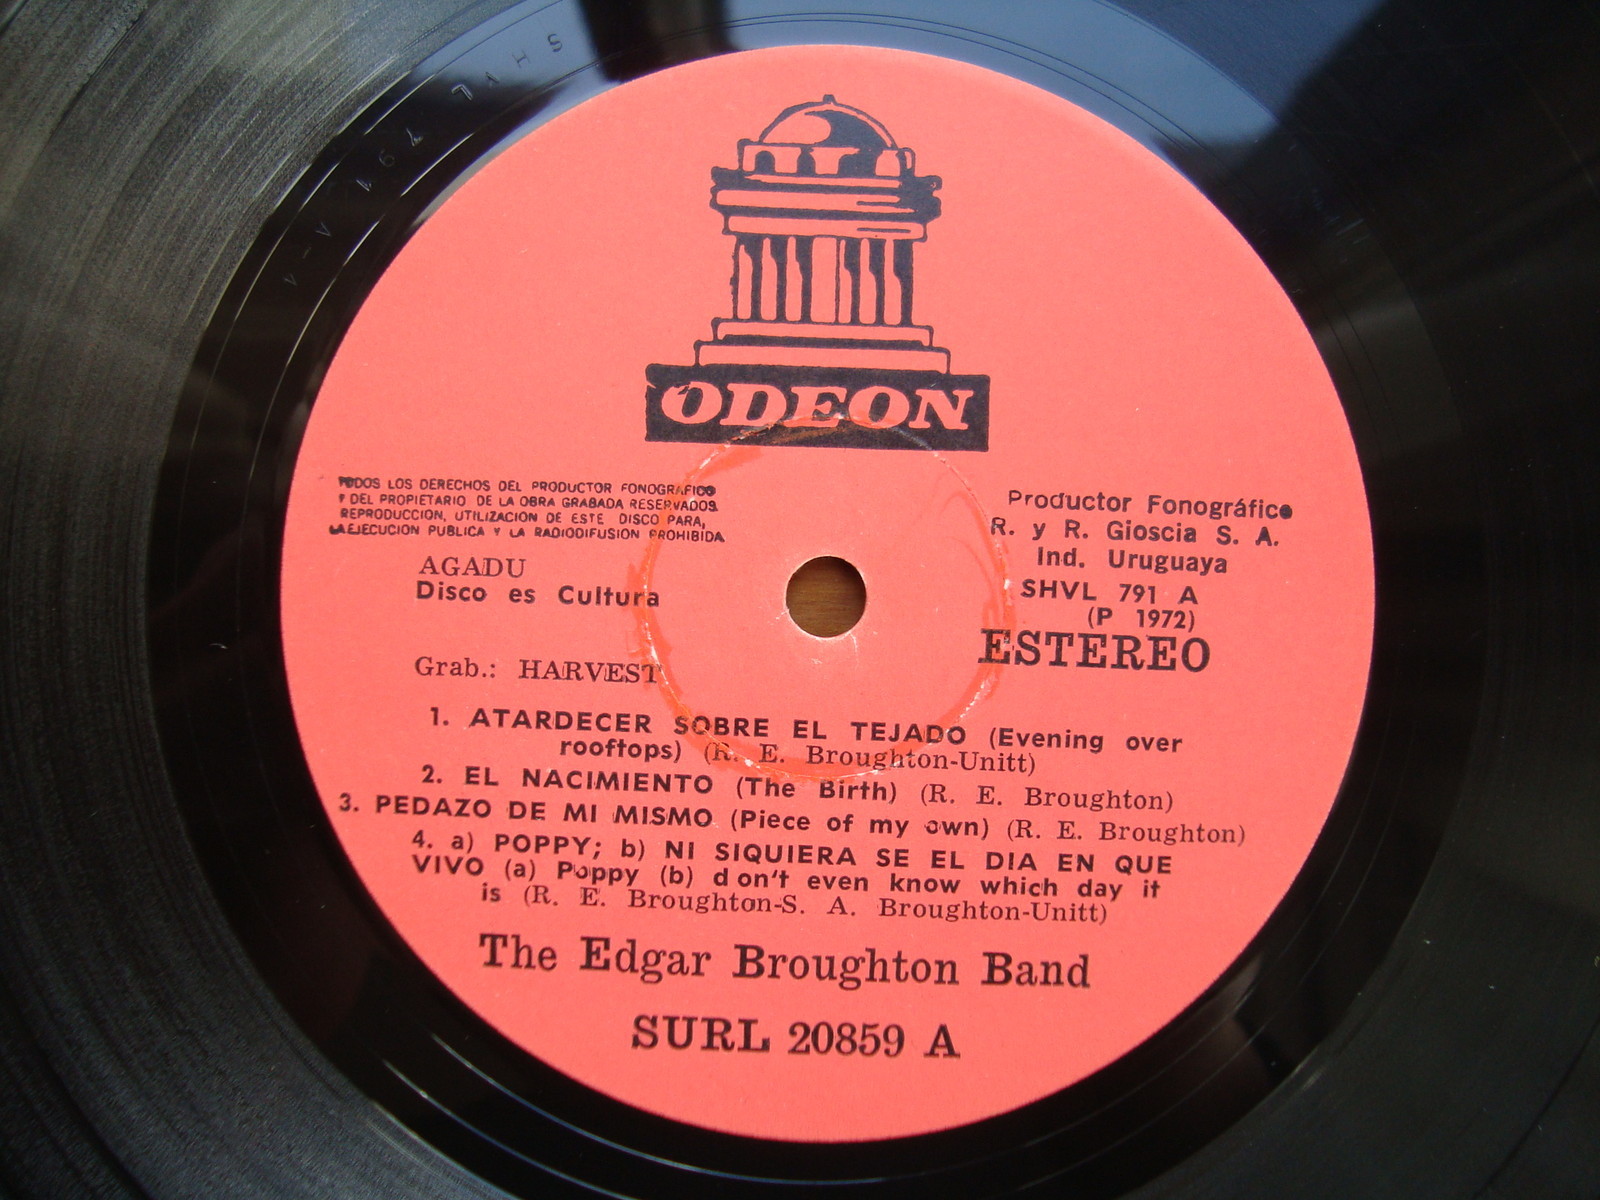 SHVL 791 A-1
ODEON
TODOS LOS DERECHOS DEL PRODUCTOR FONOGRAFICO
Y DEL PROPIETARIO DE LA OBRA GRABADA RESERVADOS.
REPRODUCCION, UTILIZACION DE ESTE DISCO PARA,
LA EJECUCION PUBLICA Y LA RADIODIFUSION PROHIBIDA
AGADU
Disco es Cultura
Grab.: HARVEST
Productor Fonográfico
R. y R. Gioscia S. A.
Ind. Uruguaya
SHVL 791 A
(P 1972)
ESTEREO
1. ATARDECER SOBRE EL TEJADO (Evening over
rooftops) (R. E. Broughton-Unitt)
2. EL NACIMIENTO (The Birth) (R. E. Broughton)
3. PEDAZO DE MI MISMO (Piece of my own) (R. E. Broughton)
4. a) POPPY; b) NI SIQUIERA SE EL DIA EN QUE
VIVO (a) Poppy (b) don't even know which day it
is (R. E. Broughton-S. A. Broughton-Unitt)
The Edgar Broughton Band
SURL 20859 A